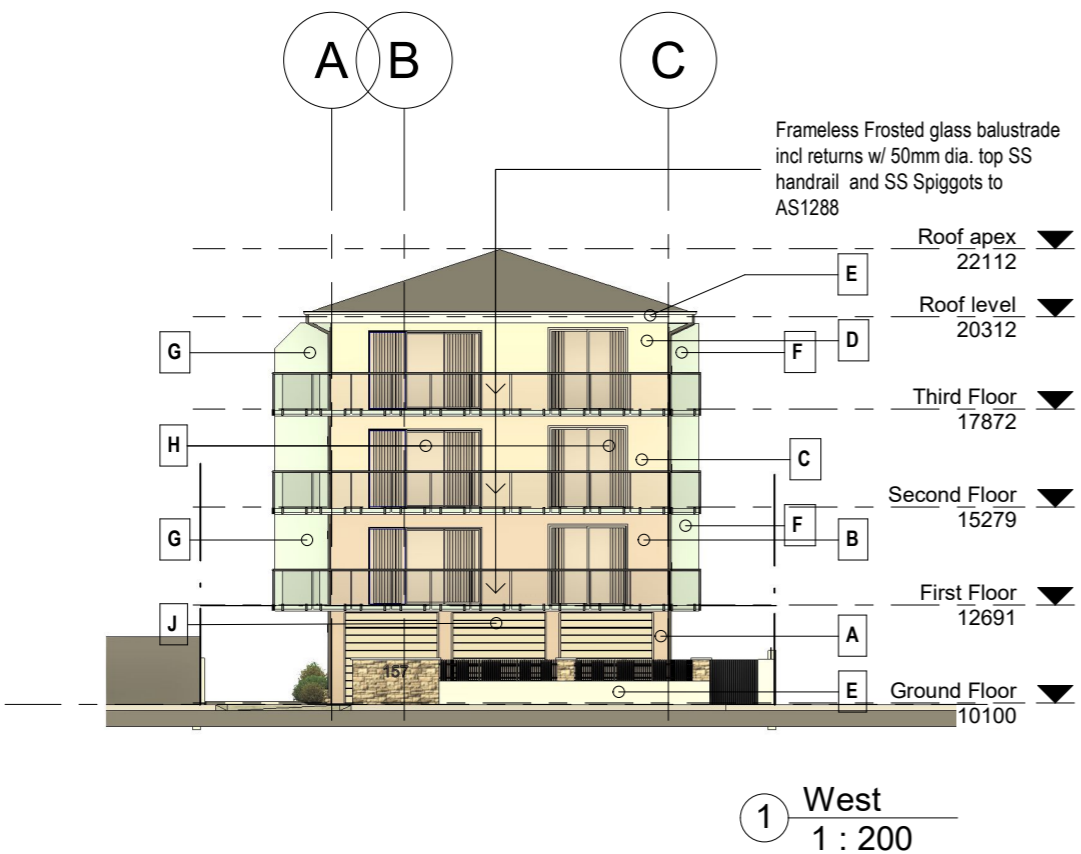 A
B
C
Frameless Frosted glass balustrade
incl returns w/ 50mm dia. top SS
handrail and SS Spiggots to
AS1288
Roof apex
22112
E
Roof level
20312
G
F
D
Third Floor
17872
H
C
Second Floor
15279
G
F
B
First Floor
12691
J
A
157
E
Ground Floor
10100
1
West
1 : 200